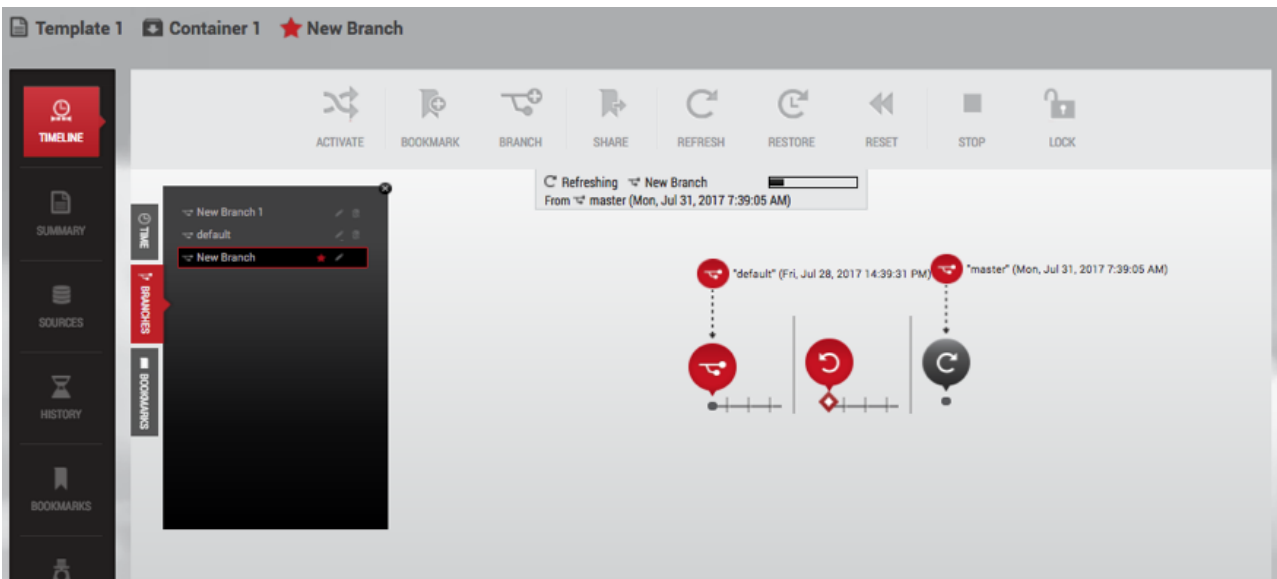 Template 1 Container 1 New Branch
TIMELINE
SUMMARY
SOURCES
HISTORY
BOOKMARKS
ACTIVATE BOOKMARK BRANCH SHARE REFRESH RESTORE RESET STOP LOCK
Refreshing New Branch
From master (Mon, Jul 31, 2017 7:39:05 AM)
TIME
BRANCHES
BOOKMARKS
New Branch 1
default
New Branch
"default" (Fri, Jul 28, 2017 14:39:31 PM)
"master" (Mon, Jul 31, 2017 7:39:05 AM)